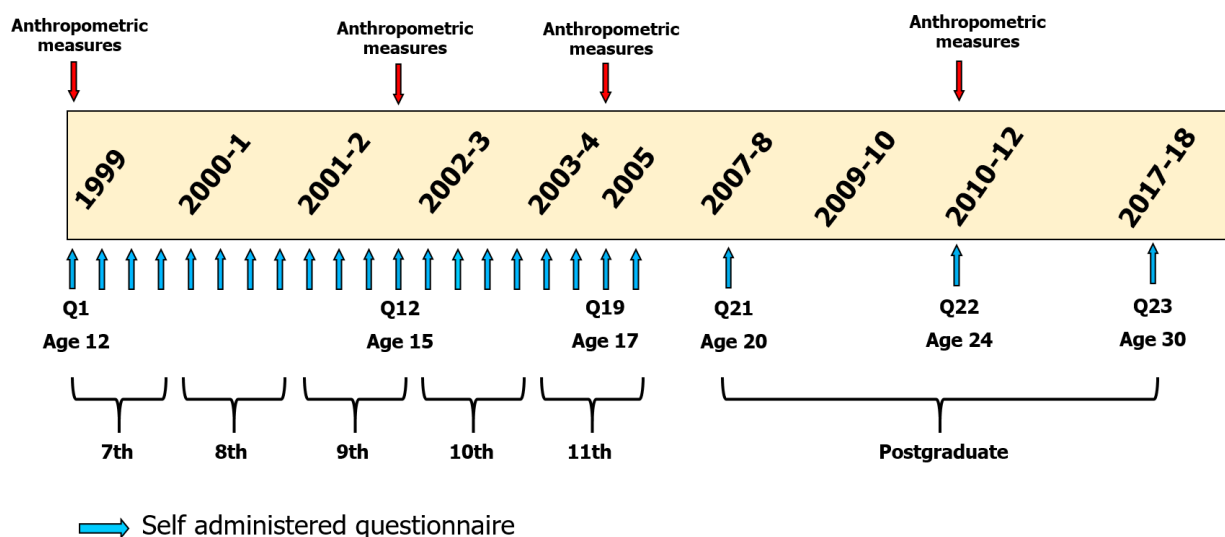 Anthropometric
measures
Anthropometric
measures
Anthropometric
measures
Anthropometric
measures
1999
2000-1
2001-2
2002-3
2003-4
2005
2007-8
2009-10
2010-12
2017-18
Q1
Q12
Q19
Q21
Q22
Q23
Age 12
Age 15
Age 17
Age 20
Age 24
Age 30
7th
8th
9th
10th
11th
Postgraduate
Self administered questionnaire